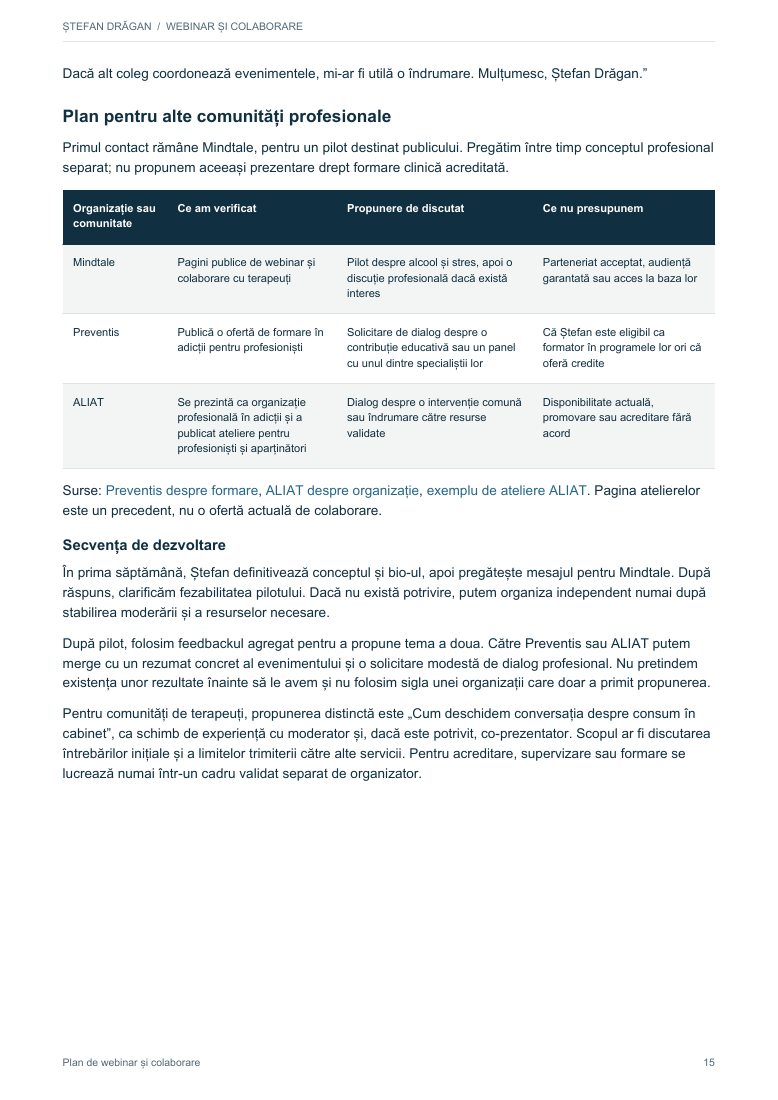 ȘTEFAN DRĂGAN / WEBINAR ȘI COLABORARE
Dacă alt coleg coordonează evenimentele, mi-ar fi utilă o îndrumare. Mulțumesc, Ștefan Drăgan.”
Plan pentru alte comunități profesionale
Primul contact rămâne Mindtale, pentru un pilot destinat publicului. Pregătim între timp conceptul profesional
separat; nu propunem aceeași prezentare drept formare clinică acreditată.
Organizație sau
comunitate
Ce am verificat
Propunere de discutat
Ce nu presupunem
Mindtale
Pagini publice de webinar și
colaborare cu terapeuți
Pilot despre alcool și stres, apoi o
discuție profesională dacă există
interes
Parteneriat acceptat, audiență
garantată sau acces la baza lor
Preventis
Publică o ofertă de formare în
adicții pentru profesioniști
Solicitare de dialog despre o
contribuție educativă sau un panel
cu unul dintre specialiștii lor
Că Ștefan este eligibil ca
formator în programele lor ori că
oferă credite
ALIAT
Se prezintă ca organizație
profesională în adicții și a
publicat ateliere pentru
profesioniști și aparținători
Dialog despre o intervenție comună
sau îndrumare către resurse
validate
Disponibilitate actuală,
promovare sau acreditare fără
acord
Surse: Preventis despre formare, ALIAT despre organizație, exemplu de ateliere ALIAT. Pagina atelierelor
este un precedent, nu o ofertă actuală de colaborare.
Secvența de dezvoltare
În prima săptămână, Ștefan definitivează conceptul și bio-ul, apoi pregătește mesajul pentru Mindtale. După
răspuns, clarificăm fezabilitatea pilotului. Dacă nu există potrivire, putem organiza independent numai după
stabilirea moderării și a resurselor necesare.
După pilot, folosim feedbackul agregat pentru a propune tema a doua. Către Preventis sau ALIAT putem
merge cu un rezumat concret al evenimentului și o solicitare modestă de dialog profesional. Nu pretindem
existența unor rezultate înainte să le avem și nu folosim sigla unei organizații care doar a primit propunerea.
Pentru comunități de terapeuți, propunerea distinctă este „Cum deschidem conversația despre consum în
cabinet”, ca schimb de experiență cu moderator și, dacă este potrivit, co-prezentator. Scopul ar fi discutarea
întrebărilor inițiale și a limitelor trimiterii către alte servicii. Pentru acreditare, supervizare sau formare se
lucrează numai într-un cadru validat separat de organizator.
Plan de webinar și colaborare
15